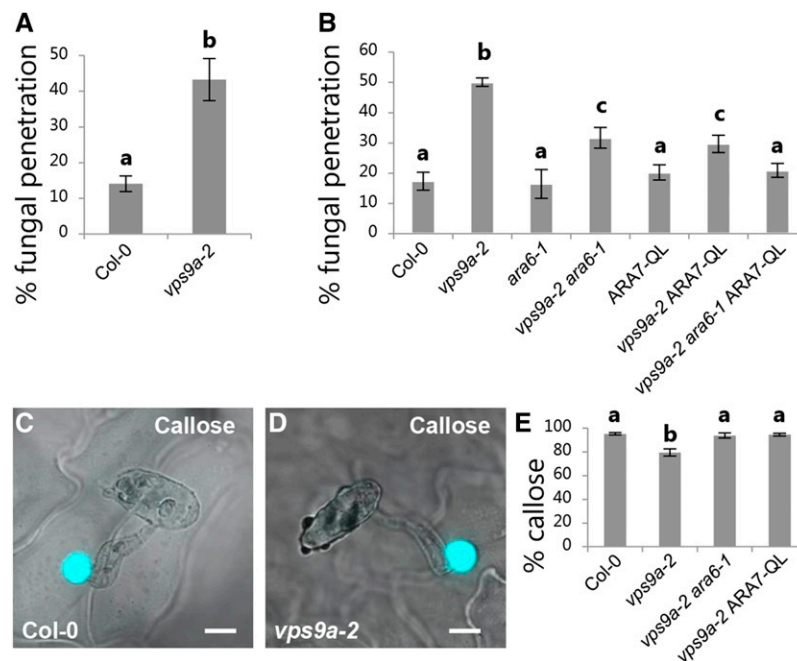 A
% fungal penetration
50
40
30
20
10
0
a
b
Col-0
vps9a-2
B
% fungal penetration
60
50
40
30
20
10
0
a
b
a
c
a
c
a
Col-0
vps9a-2
ara6-1
vps9a-2 ara6-1
ARA7-QL
vps9a-2 ARA7-QL
vps9a-2 ara6-1 ARA7-QL
C
Callose
Col-0
D
Callose
vps9a-2
E
% callose
100
80
60
40
20
0
a
b
a
a
Col-0
vps9a-2
vps9a-2 ara6-1
vps9a-2 ARA7-QL